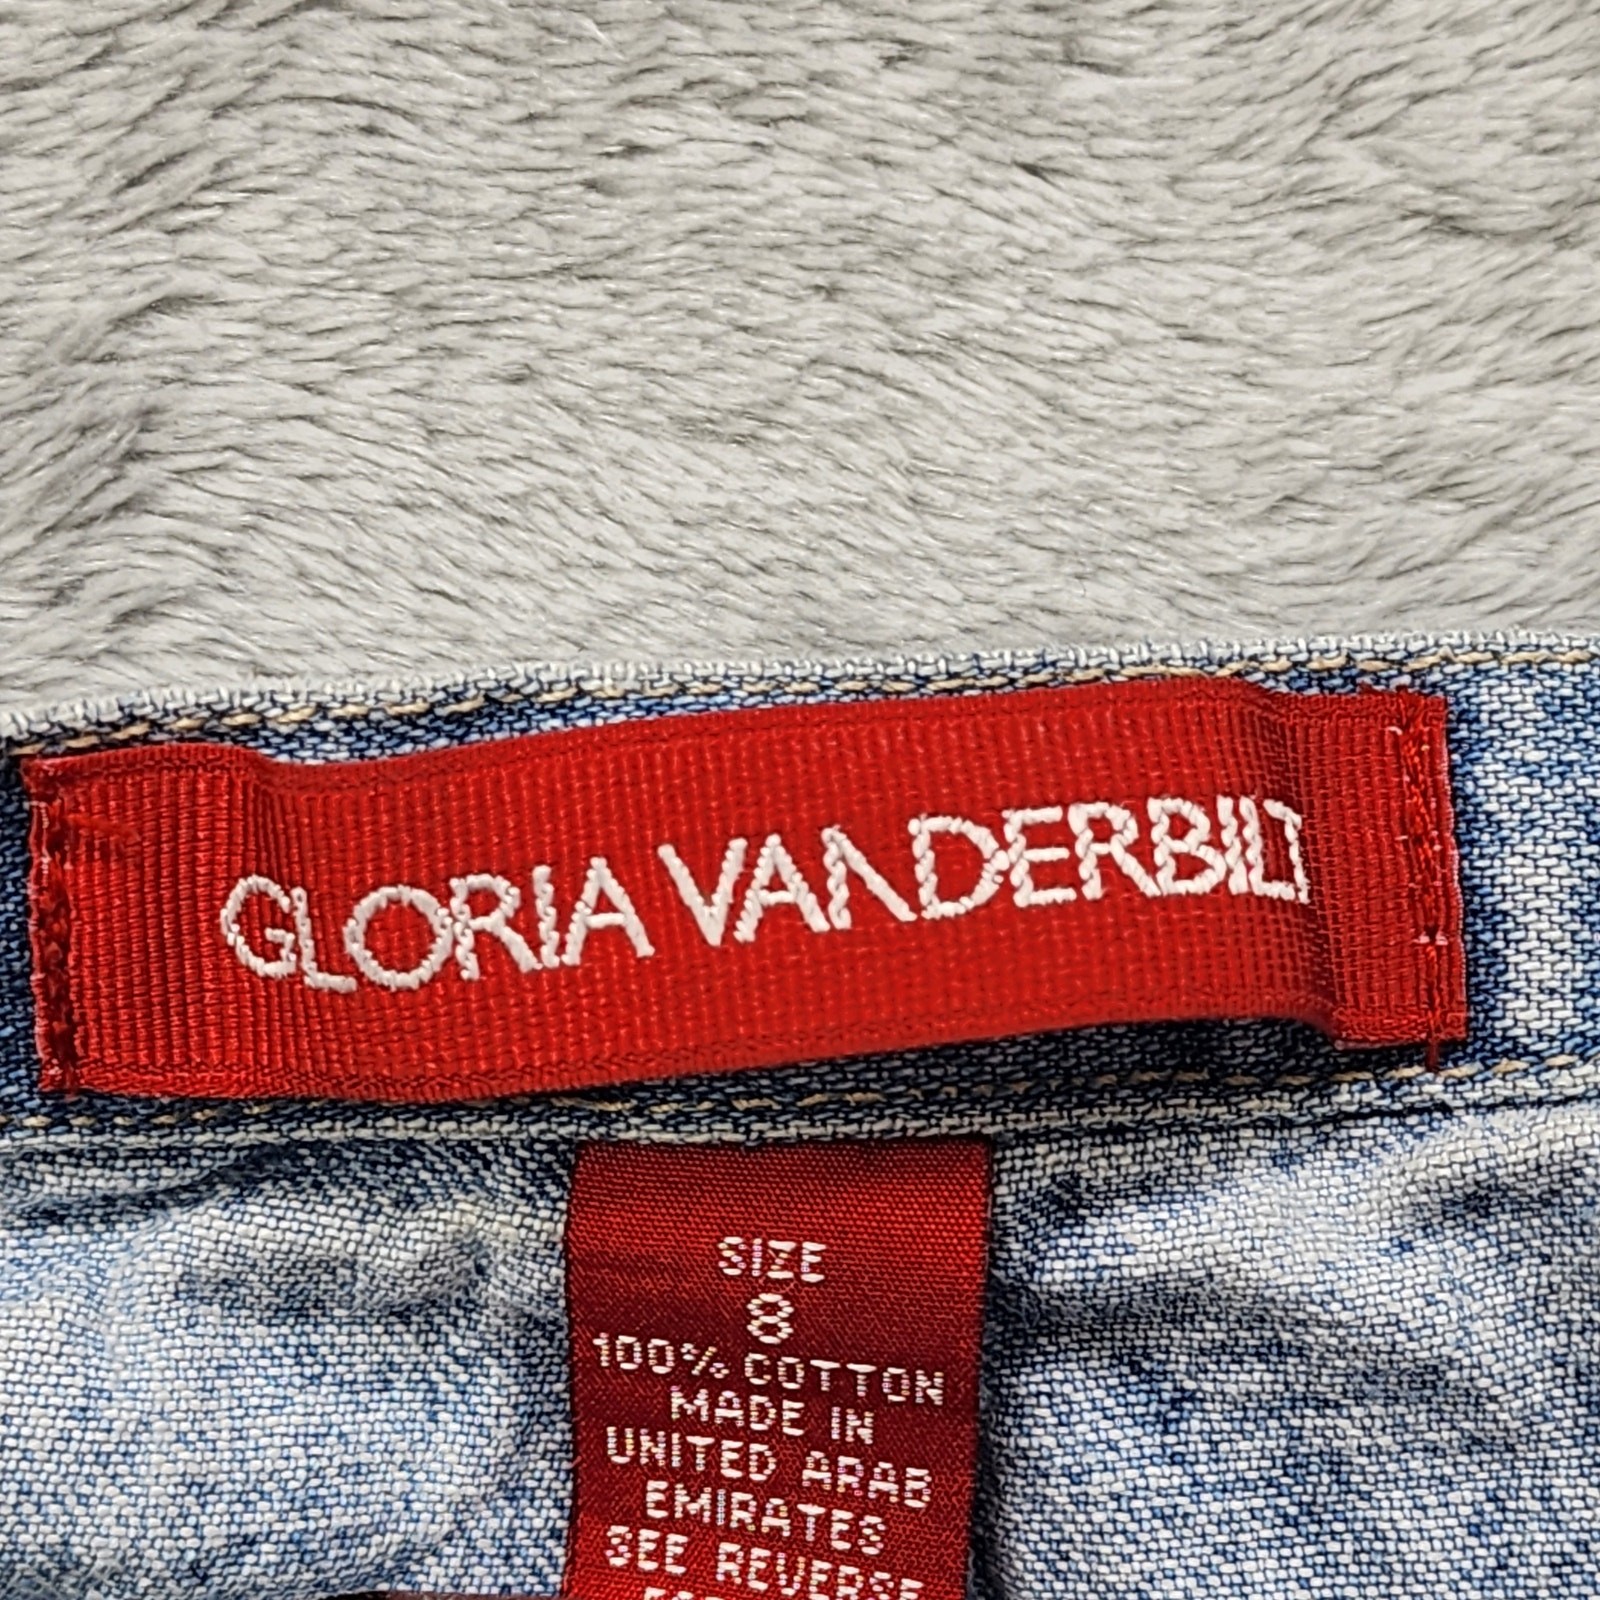 GLORIA VANDERBILT
SIZE
8
100% COTTON
MADE IN
UNITED ARAB
EMIRATES
SEE REVERSE